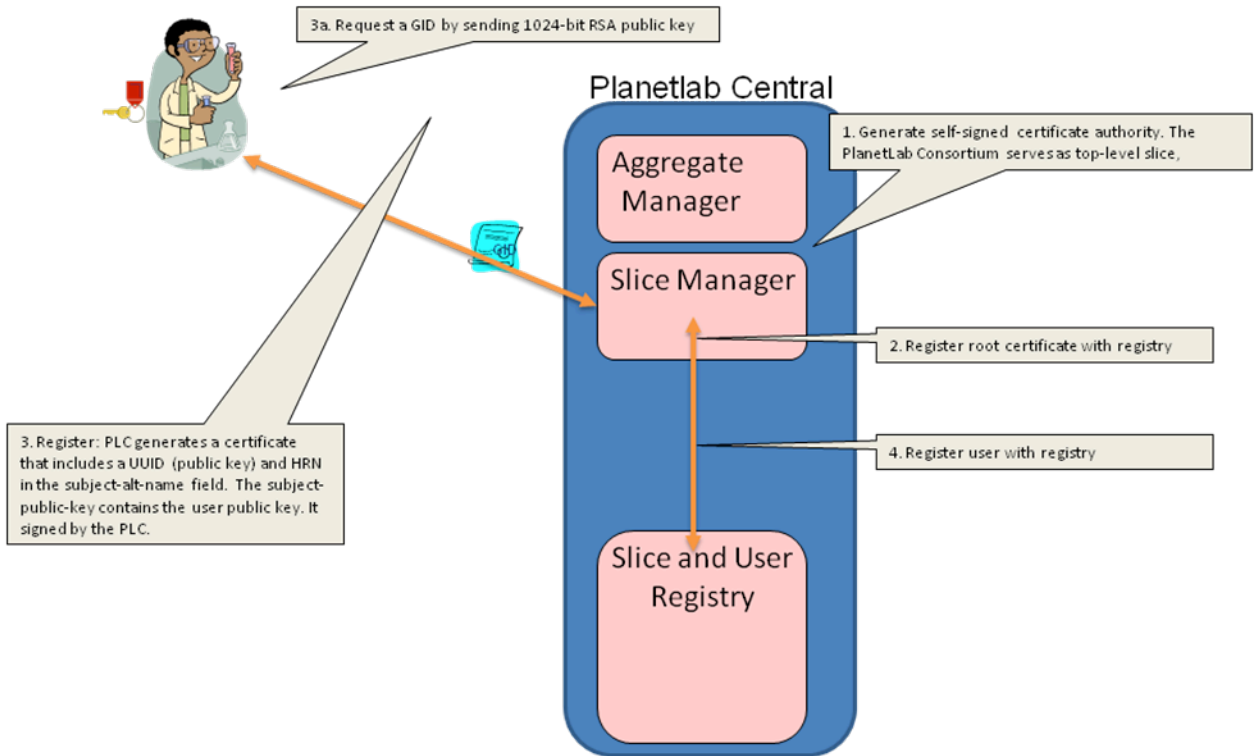 3a. Request a GID by sending 1024-bit RSA public key
Planetlab Central
1. Generate self-signed certificate authority. The
PlanetLab Consortium serves as top-level slice,
Aggregate
Manager
GID
Slice Manager
2. Register root certificate with registry
3. Register: PLC generates a certificate
that includes a UUID (public key) and HRN
in the subject-alt-name field. The subject-
public-key contains the user public key. It
signed by the PLC.
4. Register user with registry
Slice and User
Registry